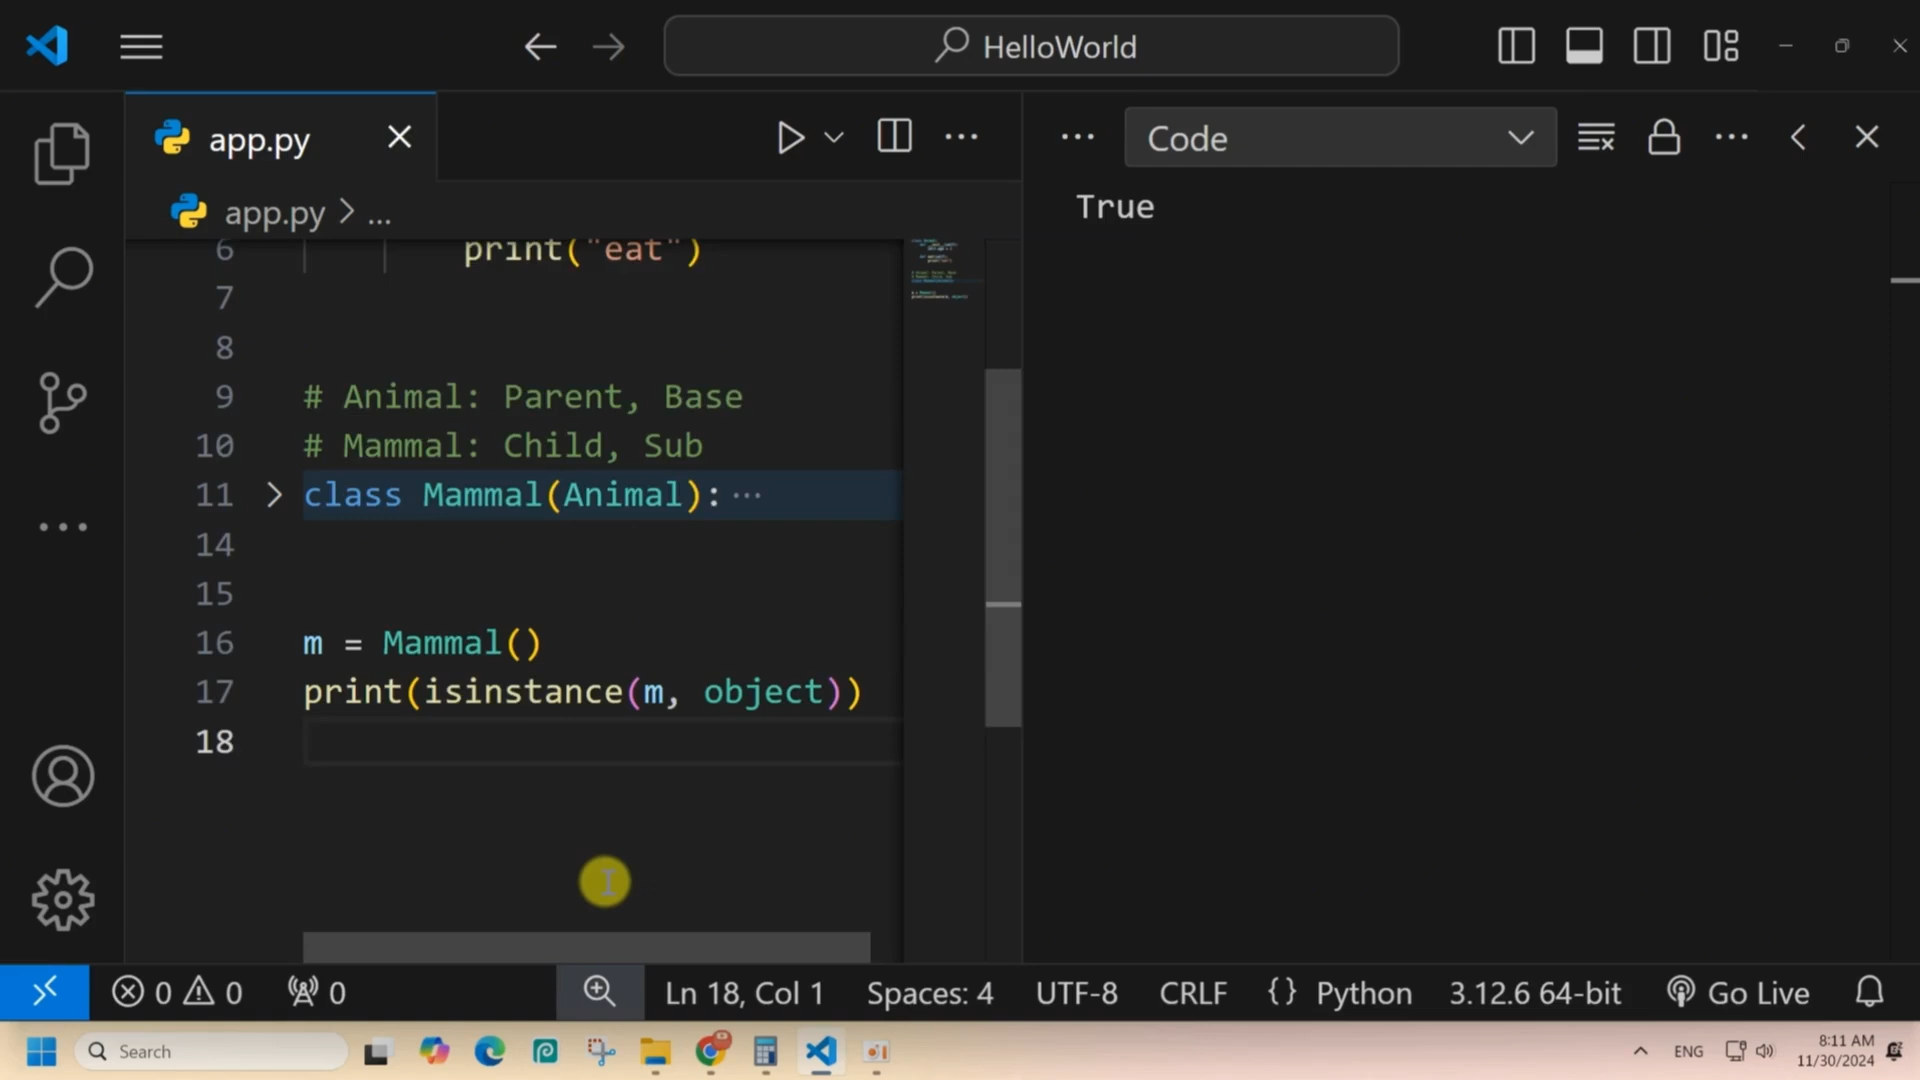 HelloWorld
app.py
Code
True
app.py > ...
6 print("eat")
7
8
9 # Animal: Parent, Base
10 # Mammal: Child, Sub
11 class Mammal(Animal): ...
14
15
16 m = Mammal()
17 print(isinstance(m, object))
18
0 0 0 Ln 18, Col 1 Spaces: 4 UTF-8 CRLF {} Python 3.12.6 64-bit Go Live
Search ENG 8:11 AM
11/30/2024